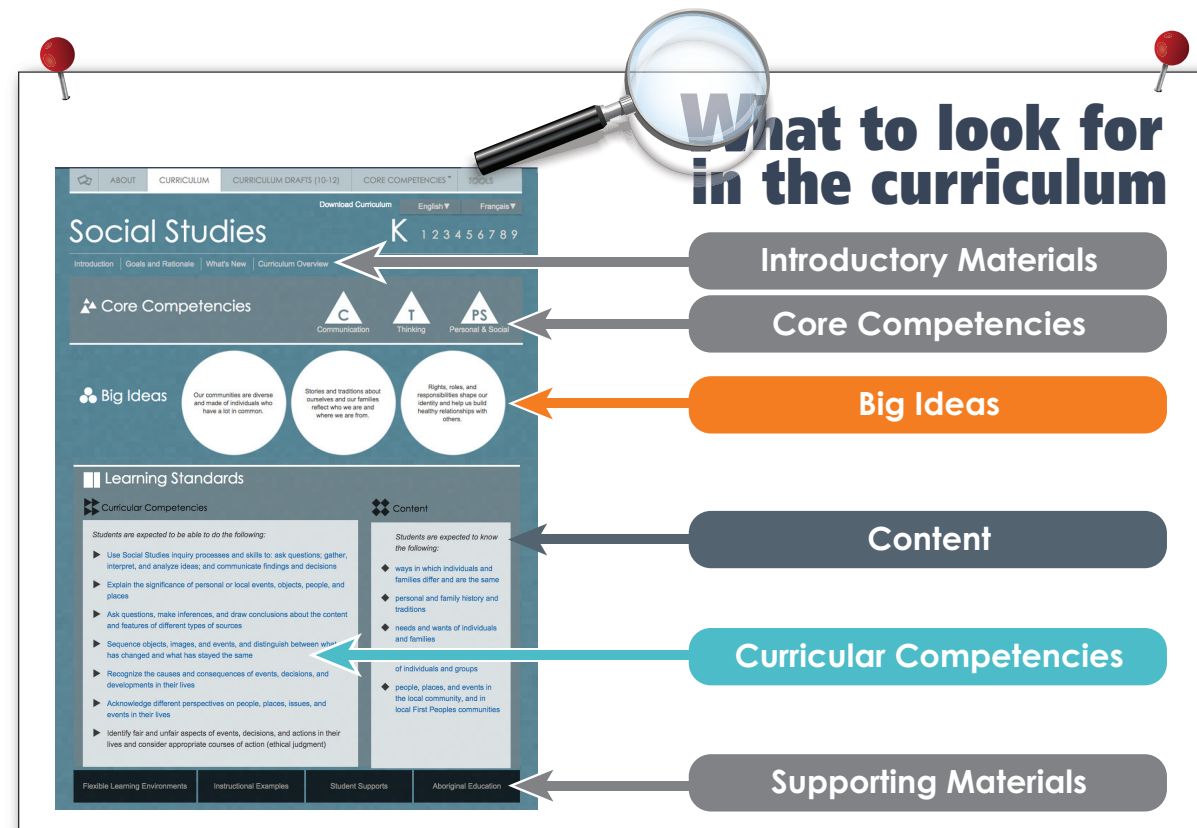 What to look for
in the curriculum
ABOUT
CURRICULUM
CURRICULUM DRAFTS (10-12)
CORE COMPETENCIES
TOOLS
Download Curriculum
English▼
Français▼
Social Studies
K 1 2 3 4 5 6 7 8 9
Introduction
Goals and Rationale
What's New
Curriculum Overview
Introductory Materials
Core Competencies
C
T
PS
Communication
Thinking
Personal & Social
Core Competencies
Big Ideas
Our communities are diverse
and made of individuals who
have a lot in common.
Stories and traditions about
ourselves and our families
reflect who we are and
where we are from.
Rights, roles, and
responsibilities shape our
identity and help us build
healthy relationships with
others.
Big Ideas
Learning Standards
Curricular Competencies
Students are expected to be able to do the following:
Use Social Studies inquiry processes and skills to: ask questions; gather,
interpret, and analyze ideas; and communicate findings and decisions
Explain the significance of personal or local events, objects, people, and
places
Ask questions, make inferences, and draw conclusions about the content
and features of different types of sources
Sequence objects, images, and events, and distinguish between what
has changed and what has stayed the same
Recognize the causes and consequences of events, decisions, and
developments in their lives
Acknowledge different perspectives on people, places, issues, and
events in their lives
Identify fair and unfair aspects of events, decisions, and actions in their
lives and consider appropriate courses of action (ethical judgment)
Content
Students are expected to know
the following:
ways in which individuals and
families differ and are the same
personal and family history and
traditions
needs and wants of individuals
and families
of individuals and groups
people, places, and events in
the local community, and in
local First Peoples communities
Content
Curricular Competencies
Flexible Learning Environments
Instructional Examples
Student Supports
Aboriginal Education
Supporting Materials